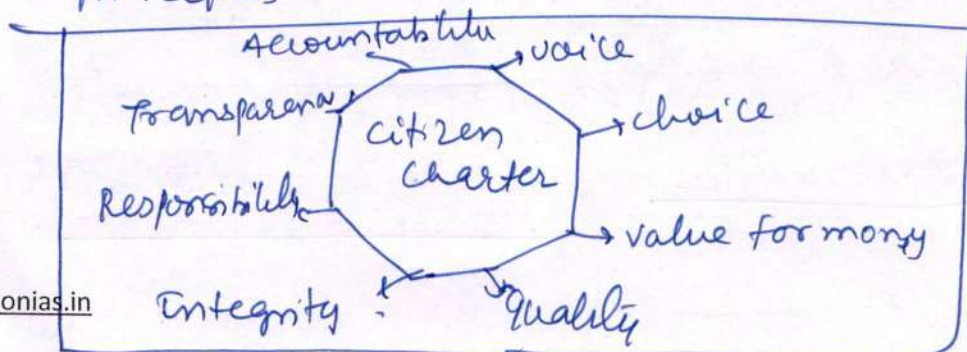 Accountability voice
Transparency choice
citizen
charter
Responsibility
value for money
Integrity quality
onias.in